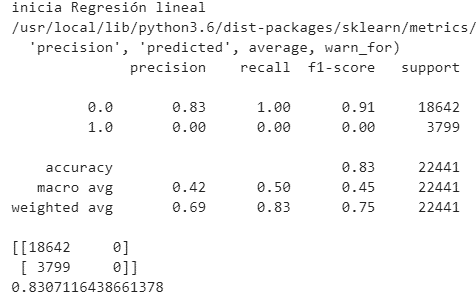 inicia Regresión lineal
/usr/local/lib/python3.6/dist-packages/sklearn/metrics/
'precision', 'predicted', average, warn_for)
precision recall f1-score support
0.0 0.83 1.00 0.91 18642
1.0 0.00 0.00 0.00 3799
accuracy 0.83 22441
macro avg 0.42 0.50 0.45 22441
weighted avg 0.69 0.83 0.75 22441
[[18642 0]
[ 3799 0]]
0.8307116438661378